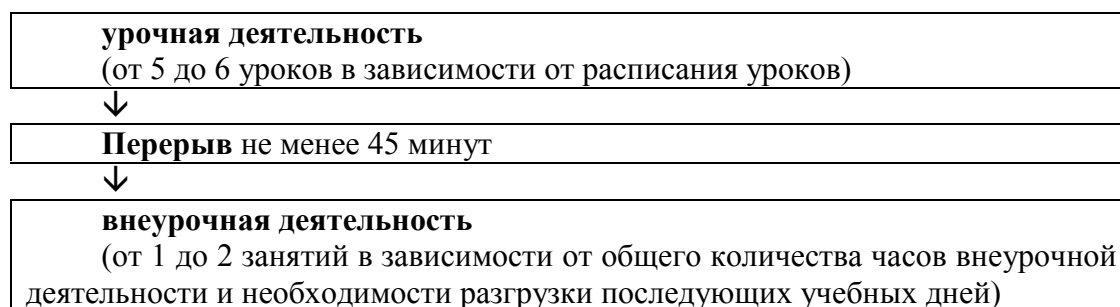 урочная деятельность
(от 5 до 6 уроков в зависимости от расписания уроков)
↓
Перерыв не менее 45 минут
↓
внеурочная деятельность
(от 1 до 2 занятий в зависимости от общего количества часов внеурочной
деятельности и необходимости разгрузки последующих учебных дней)